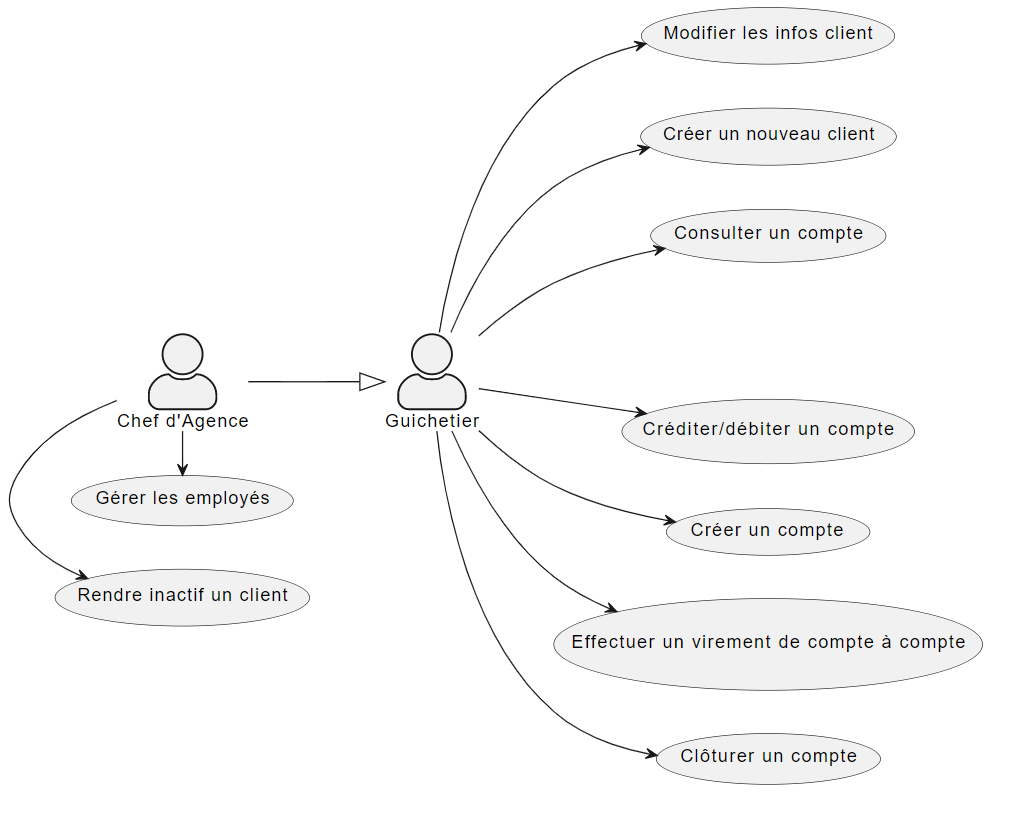 Modifier les infos client
Créer un nouveau client
Consulter un compte
Chef d'Agence
Guichetier
Créditer/débiter un compte
Gérer les employés
Créer un compte
Rendre inactif un client
Effectuer un virement de compte à compte
Clôturer un compte